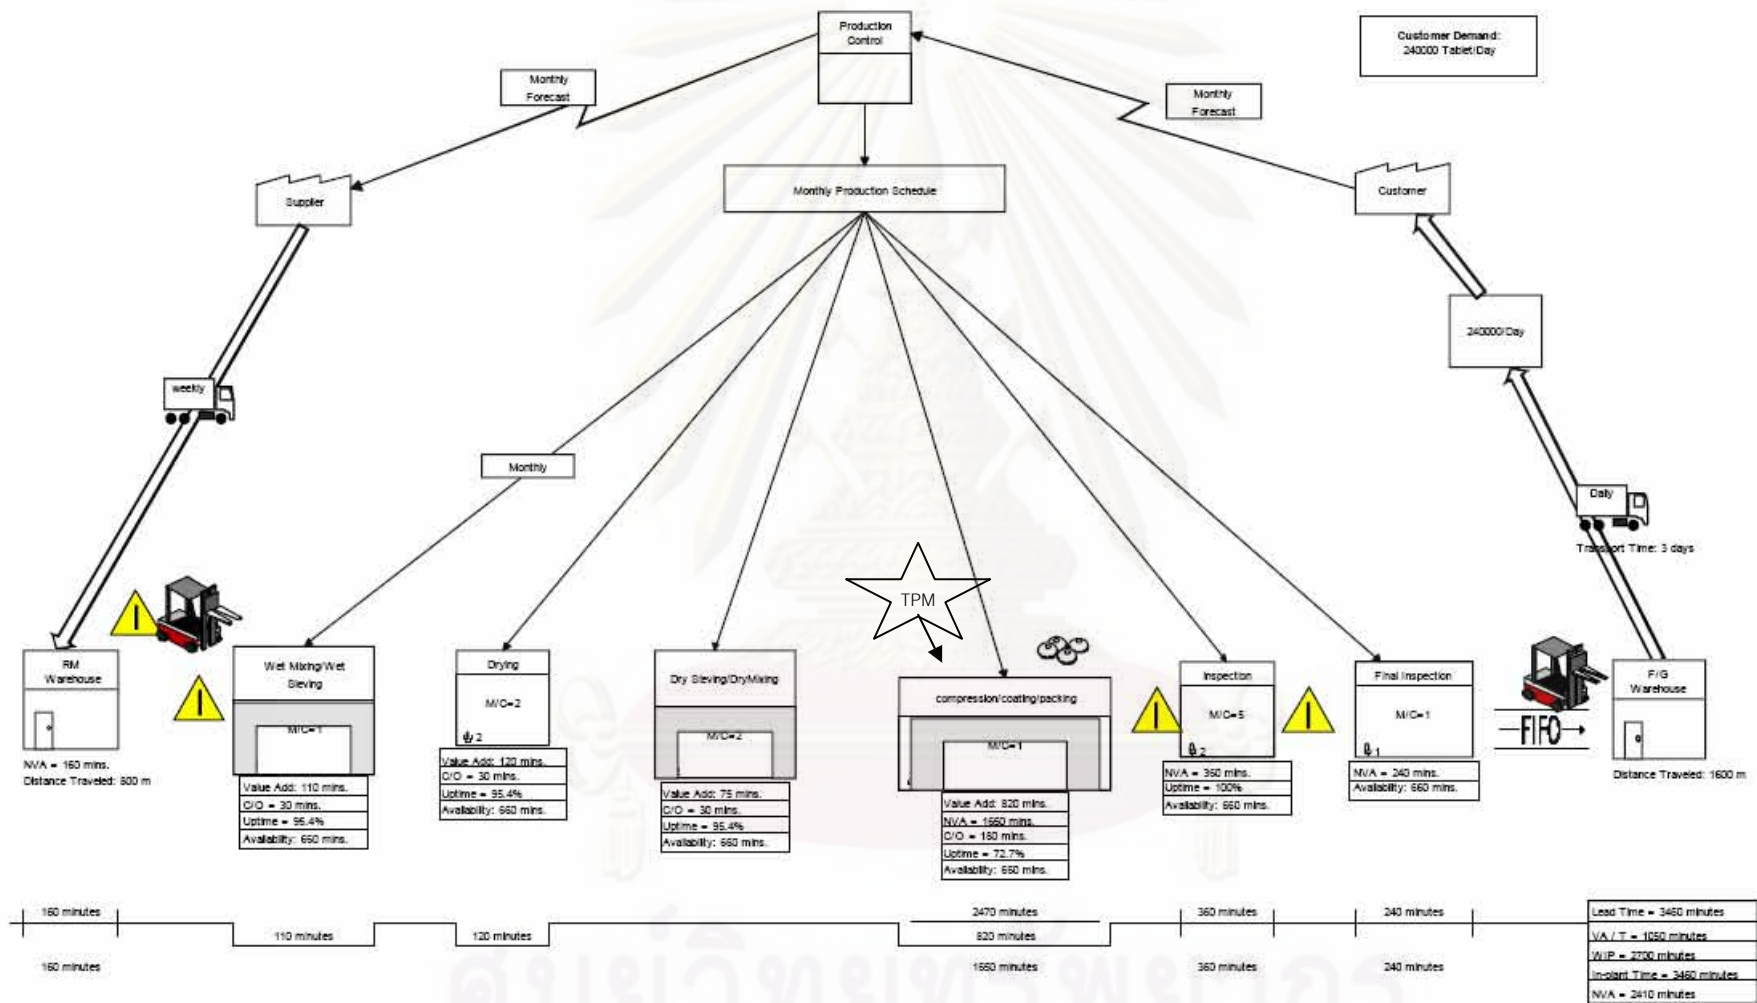 Production
Control
Customer Demand:
240000 Tablet/Day
Monthly
Forecast
Monthly
Forecast
Supplier
Monthly Production Schedule
Customer
240000/Day
weekly
Monthly
Daily
Transport Time: 3 days
TPM
RM
Warehouse
NVA = 160 mins.
Distance Traveled: 800 m
Wet Mixing/Wet
Sieving
M/C=1
Value Add: 110 mins.
C/O = 30 mins.
Uptime = 95.4%
Availability: 660 mins.
Drying
M/C=2
2
Value Add: 120 mins.
C/O = 30 mins.
Uptime = 95.4%
Availability: 660 mins.
Dry Sieving/DryMixing
M/C=2
Value Add: 75 mins.
C/O = 30 mins.
Uptime = 95.4%
Availability: 660 mins.
compression/coating/packing
M/C=1
Value Add: 820 mins.
NVA = 1650 mins.
C/O = 180 mins.
Uptime = 72.7%
Availability: 660 mins.
Inspection
M/C=5
2
NVA = 360 mins.
Uptime = 100%
Availability: 660 mins.
Final Inspection
M/C=1
1
NVA = 240 mins.
Availability: 660 mins.
FIFO
F/G
Warehouse
Distance Traveled: 1600 m
160 minutes
110 minutes
120 minutes
2470 minutes
820 minutes
360 minutes
240 minutes
160 minutes
1650 minutes
360 minutes
240 minutes
Lead Time = 3460 minutes
VA / T = 1050 minutes
WIP = 2700 minutes
In-plant Time = 3460 minutes
NVA = 2410 minutes